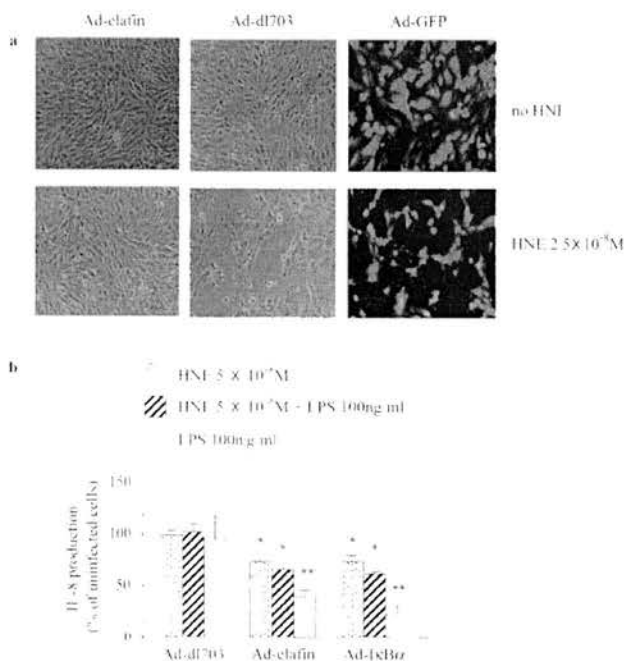 Ad-elafin Ad-dl703 Ad-GFP
a
no HNE
HNE 2 5×10⁻⁸M
b
HNE 5 × 10⁻⁹M
HNE 5 × 10⁻⁹M + LPS 100ng ml
LPS 100ng ml
150
100
50
0
IL-8 production
(% of uninfected cells)
* * **
* * **
Ad-dl703 Ad-elafin Ad-IκBα